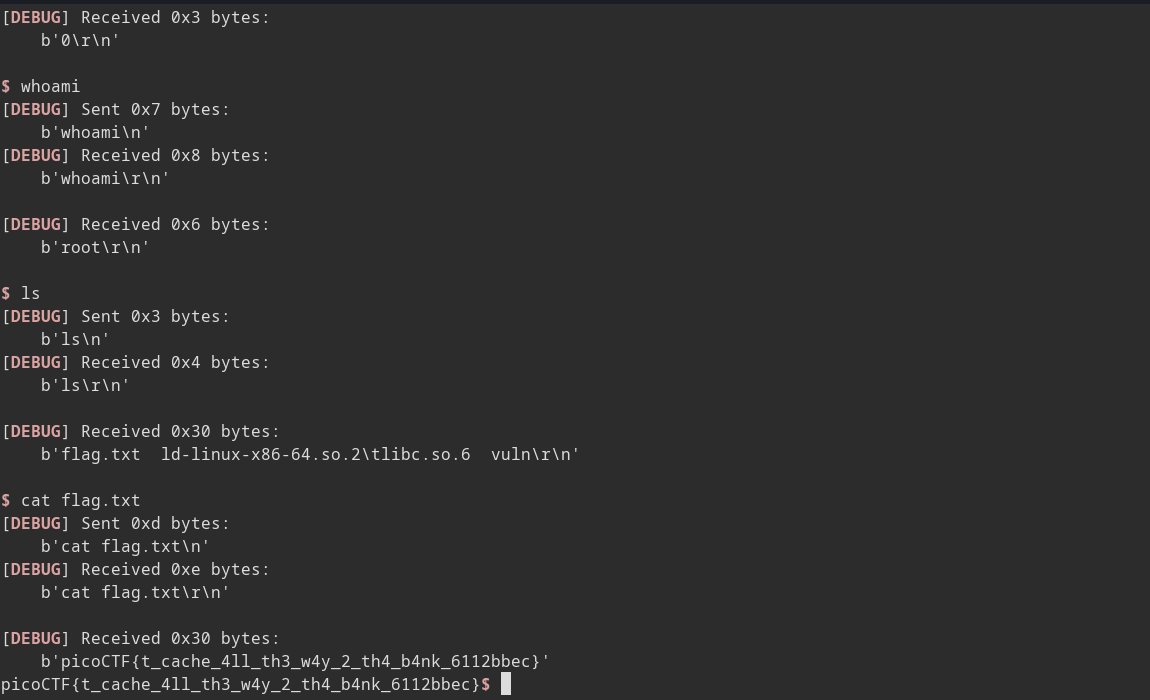 [DEBUG] Received 0x3 bytes:
    b'0\r\n'
$ whoami
[DEBUG] Sent 0x7 bytes:
    b'whoami\n'
[DEBUG] Received 0x8 bytes:
    b'whoami\r\n'
[DEBUG] Received 0x6 bytes:
    b'root\r\n'
$ ls
[DEBUG] Sent 0x3 bytes:
    b'ls\n'
[DEBUG] Received 0x4 bytes:
    b'ls\r\n'
[DEBUG] Received 0x30 bytes:
    b'flag.txt  ld-linux-x86-64.so.2\tlibc.so.6  vuln\r\n'
$ cat flag.txt
[DEBUG] Sent 0xd bytes:
    b'cat flag.txt\n'
[DEBUG] Received 0xe bytes:
    b'cat flag.txt\r\n'
[DEBUG] Received 0x30 bytes:
    b'picoCTF{t_cache_4ll_th3_w4y_2_th4_b4nk_6112bbec}'
picoCTF{t_cache_4ll_th3_w4y_2_th4_b4nk_6112bbec}$